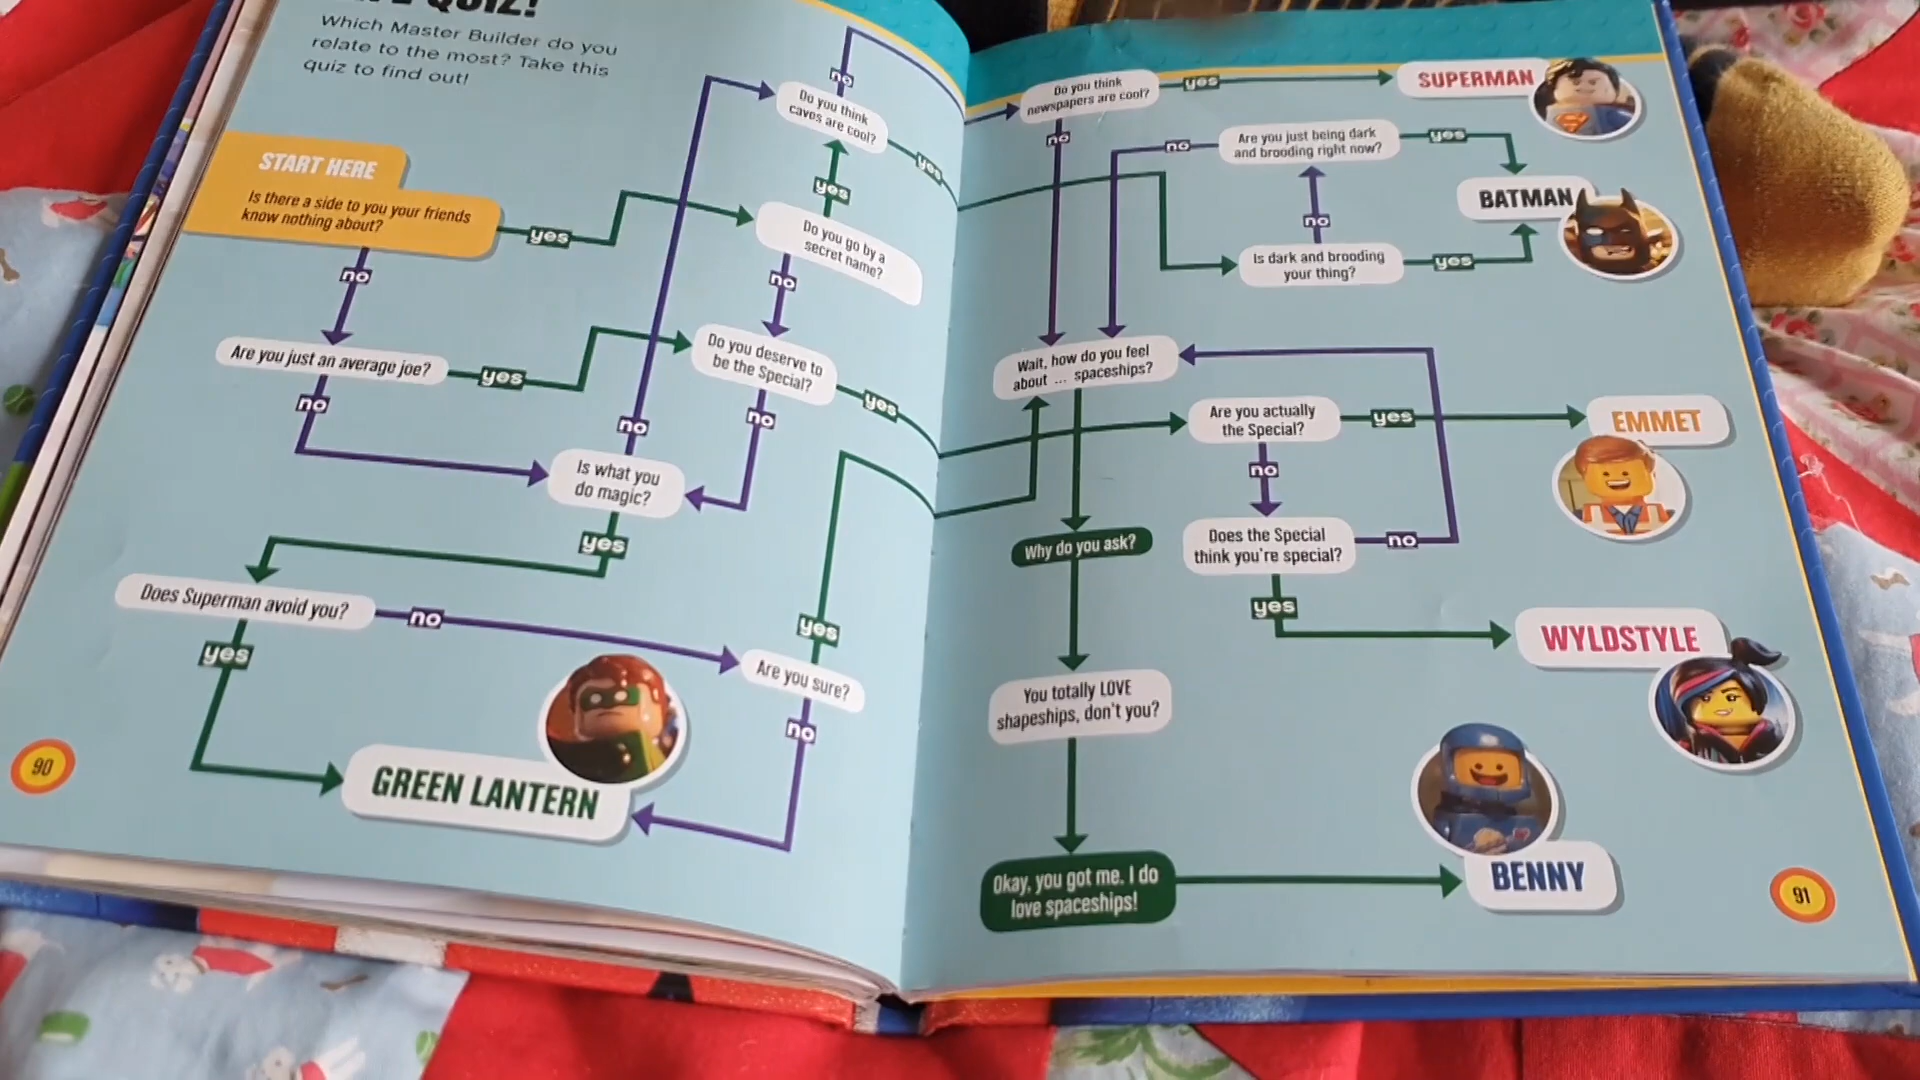 QUIZ!
Which Master Builder do you
relate to the most? Take this
quiz to find out!
START HERE
Is there a side to you your friends
know nothing about?
yes
no
Are you just an average joe?
yes
no
Do you think
caves are cool?
no
yes
yes
Do you go by a
secret name?
no
Do you deserve to
be the Special?
yes
no
no
Is what you
do magic?
yes
Does Superman avoid you?
no
yes
yes
Are you sure?
no
GREEN LANTERN
90
Do you think
newspapers are cool?
yes
SUPERMAN
no
no
Are you just being dark
and brooding right now?
yes
BATMAN
no
Is dark and brooding
your thing?
yes
Wait, how do you feel
about ... spaceships?
Are you actually
the Special?
yes
EMMET
no
Why do you ask?
Does the Special
think you're special?
no
yes
WYLDSTYLE
You totally LOVE
shapeships, don't you?
Okay, you got me. I do
love spaceships!
BENNY
91